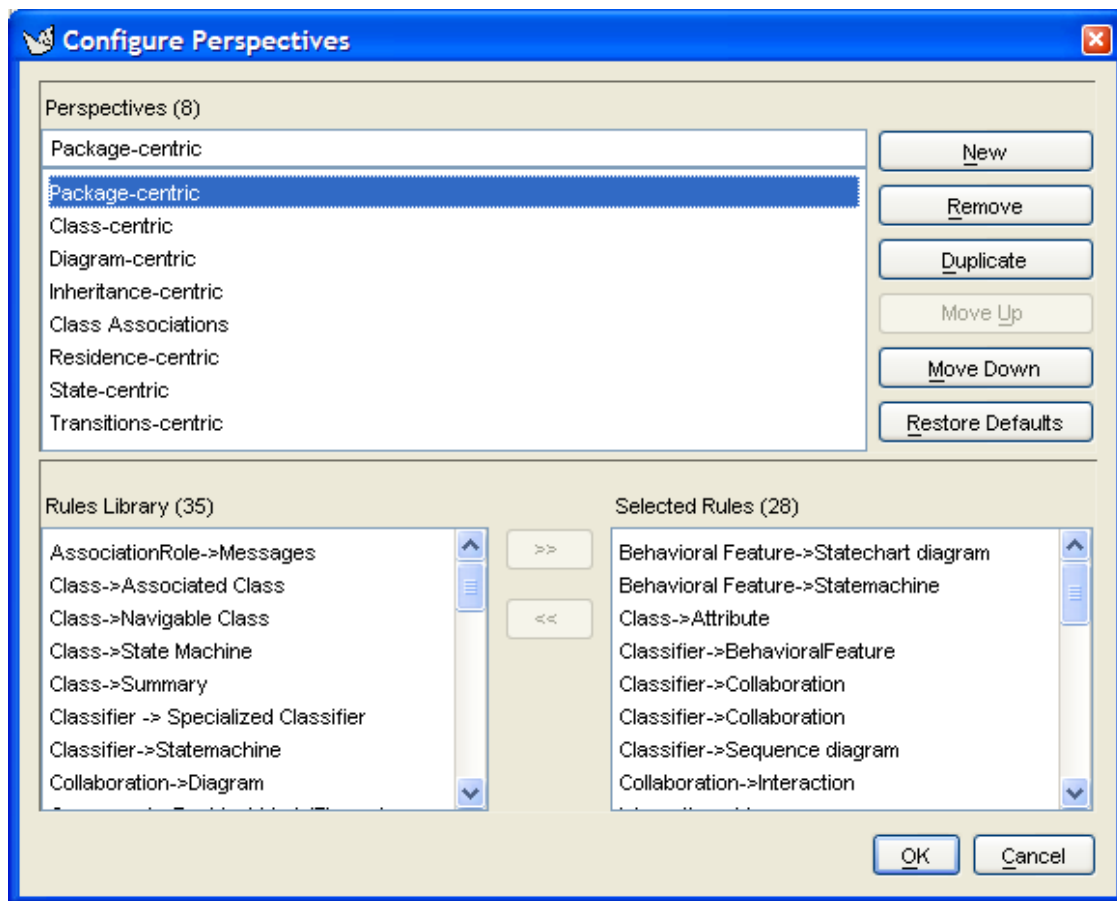 Configure Perspectives
Perspectives (8)
Package-centric
New
Package-centric
Remove
Class-centric
Diagram-centric
Duplicate
Inheritance-centric
Move Up
Class Associations
Residence-centric
Move Down
State-centric
Transitions-centric
Restore Defaults
Rules Library (35)
AssociationRole->Messages
Class->Associated Class
Class->Navigable Class
Class->State Machine
Class->Summary
Classifier -> Specialized Classifier
Classifier->Statemachine
Collaboration->Diagram
>>
<<
Selected Rules (28)
Behavioral Feature->Statechart diagram
Behavioral Feature->Statemachine
Class->Attribute
Classifier->BehavioralFeature
Classifier->Collaboration
Classifier->Collaboration
Classifier->Sequence diagram
Collaboration->Interaction
OK
Cancel